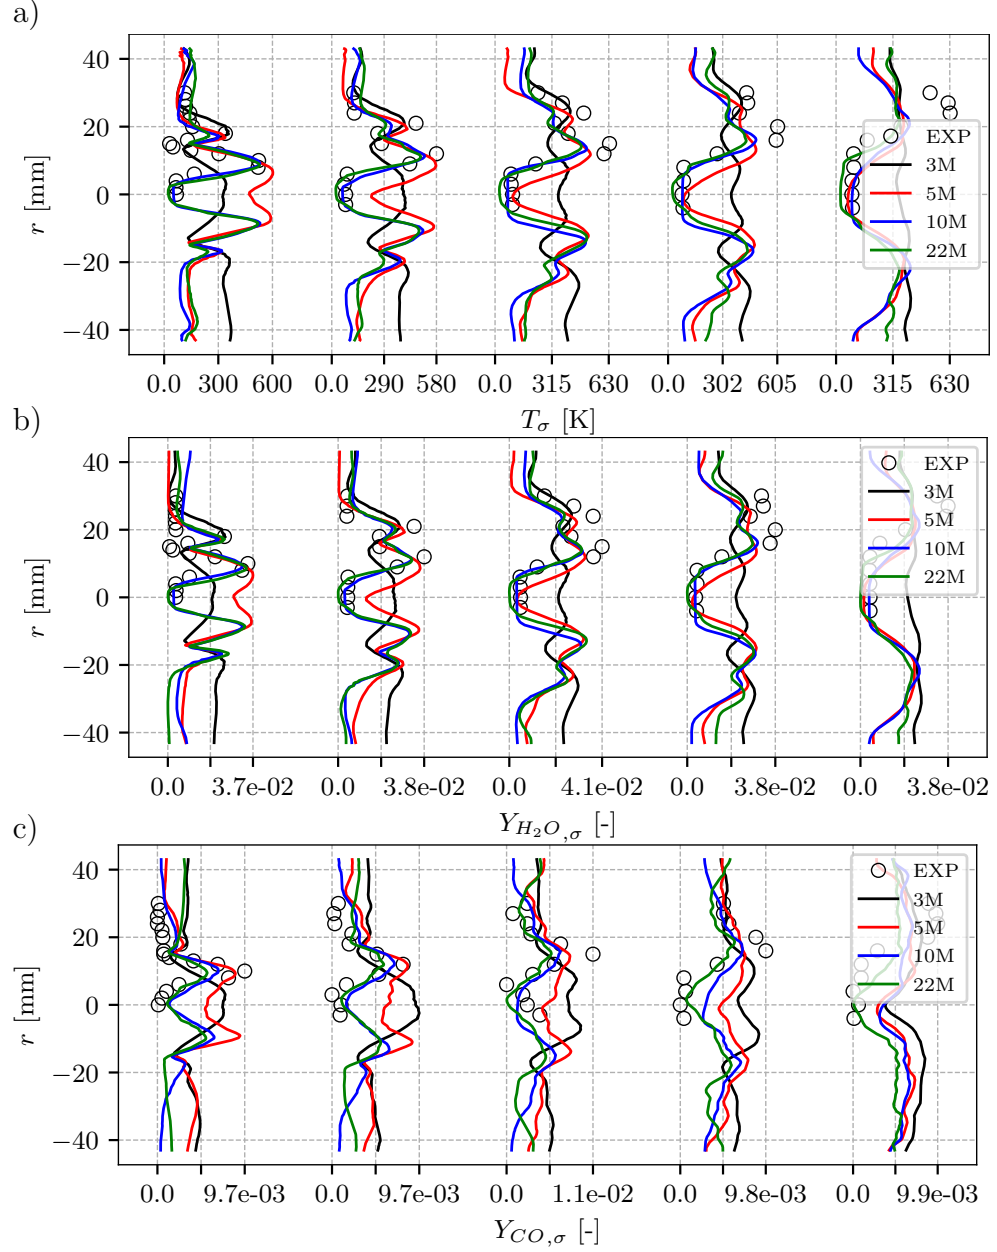 a)
40
20
0
−20
−40
r [mm]
EXP
3M
5M
10M
22M
0.0 300 600 0.0 290 580 0.0 315 630 0.0 302 605 0.0 315 630
T_σ [K]
b)
40
20
0
−20
−40
r [mm]
EXP
3M
5M
10M
22M
0.0 3.7e-02 0.0 3.8e-02 0.0 4.1e-02 0.0 3.8e-02 0.0 3.8e-02
Y_{H_2O,σ} [-]
c)
40
20
0
−20
−40
r [mm]
EXP
3M
5M
10M
22M
0.0 9.7e-03 0.0 9.7e-03 0.0 1.1e-02 0.0 9.8e-03 0.0 9.9e-03
Y_{CO,σ} [-]